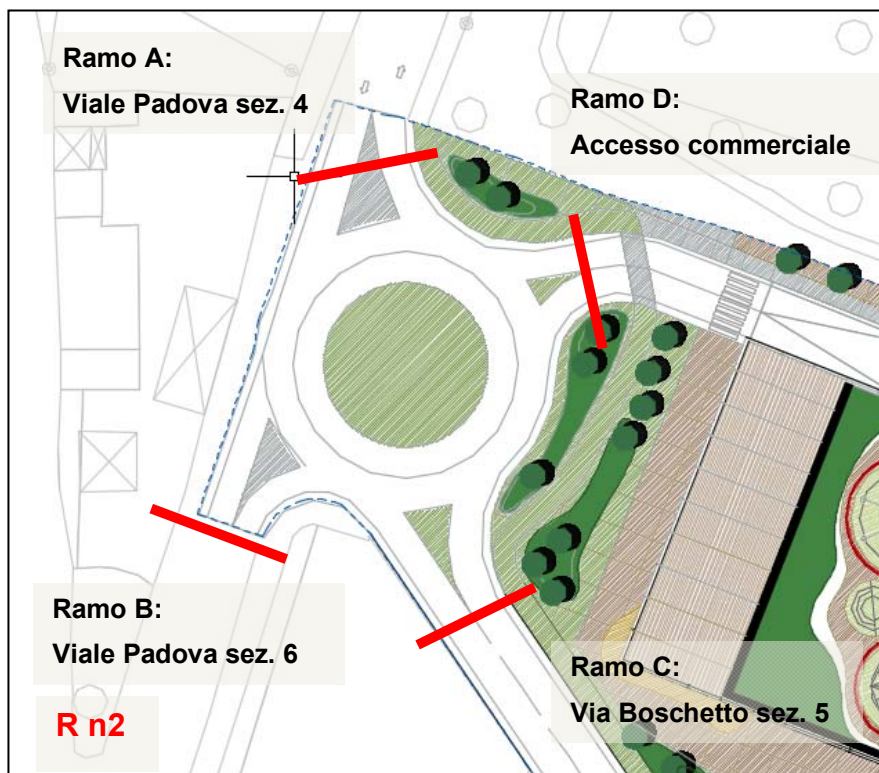 Ramo A:
Viale Padova sez. 4
Ramo D:
Accesso commerciale
Ramo B:
Viale Padova sez. 6
Ramo C:
Via Boschetto sez. 5
R n2